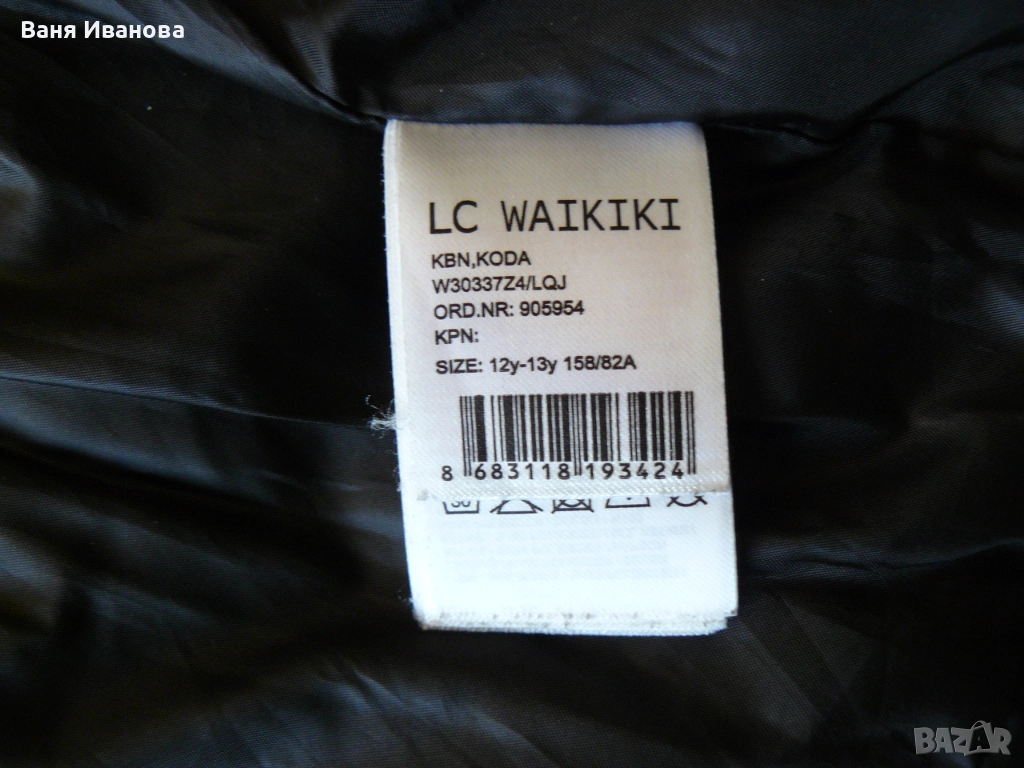 Ваня Иванова
LC WAIKIKI
KBN,KODA
W30337Z4/LQJ
ORD.NR: 905954
KPN:
SIZE: 12y-13y 158/82A
8 683118 193424
BAZAR